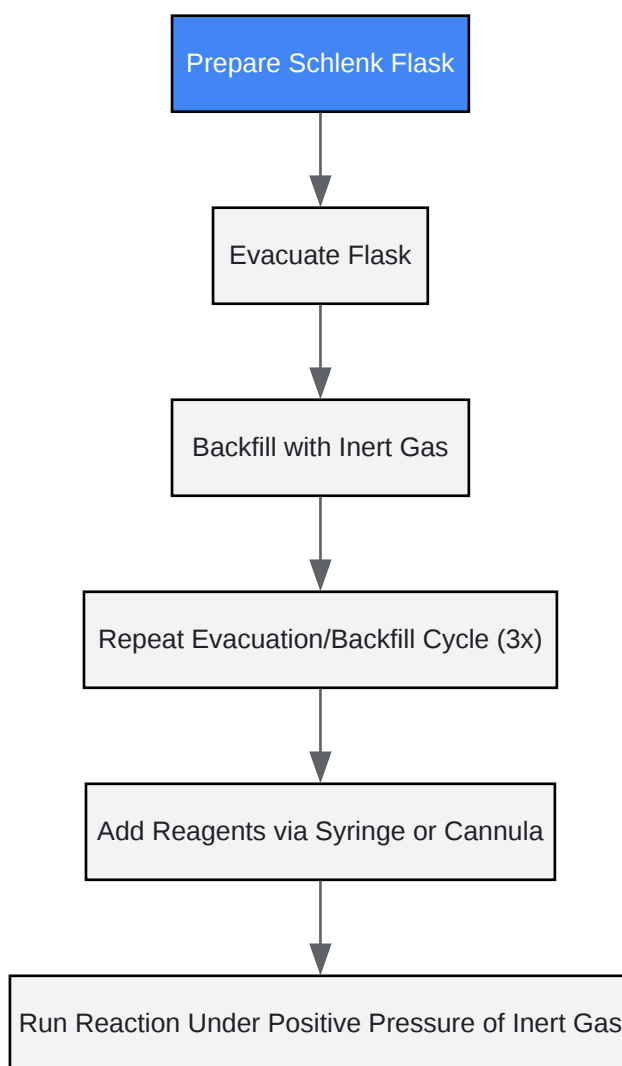 Prepare Schlenk Flask
Evacuate Flask
Backfill with Inert Gas
Repeat Evacuation/Backfill Cycle (3x)
Add Reagents via Syringe or Cannula
Run Reaction Under Positive Pressure of Inert Gas